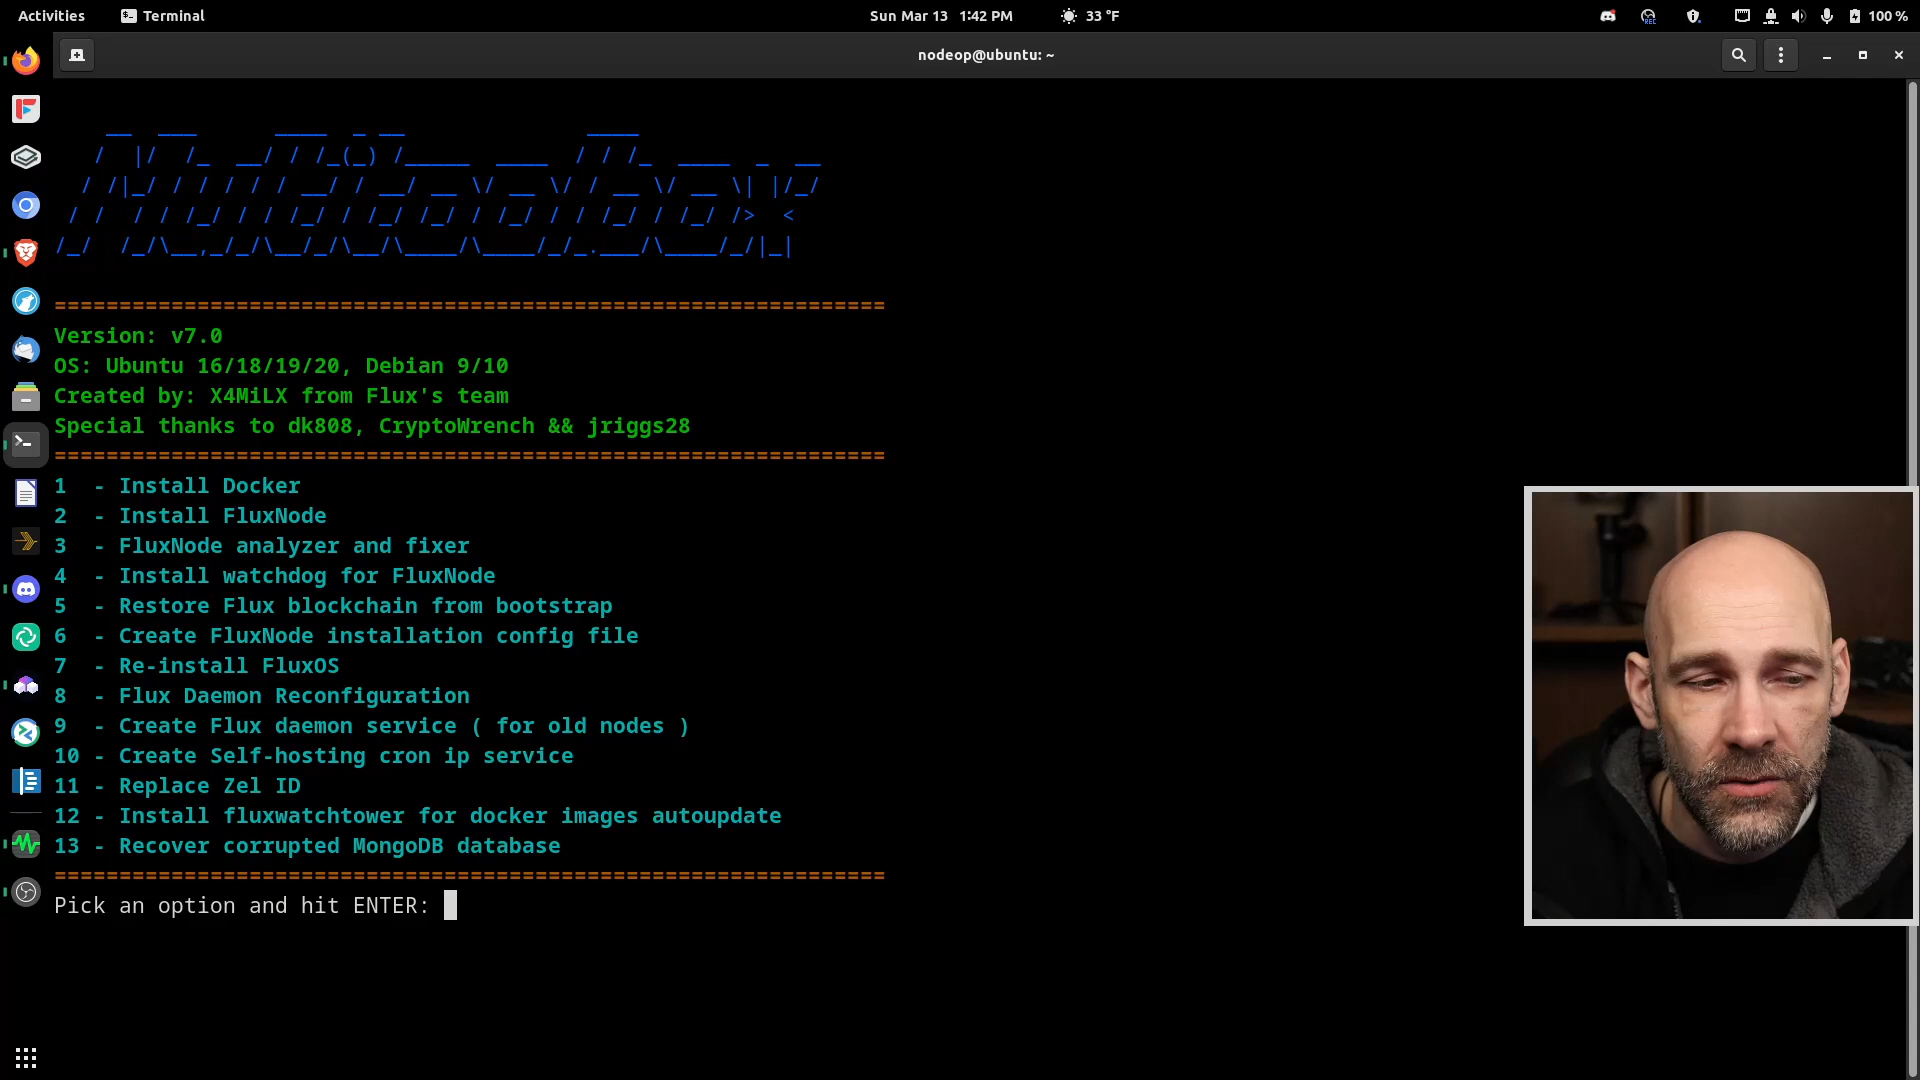 Activities
Terminal
Sun Mar 13 1:42 PM
33 °F
100 %
nodeop@ubuntu: ~
Multitoolbox
================================================================
Version: v7.0
OS: Ubuntu 16/18/19/20, Debian 9/10
Created by: X4MiLX from Flux's team
Special thanks to dk808, CryptoWrench && jriggs28
================================================================
1 - Install Docker
2 - Install FluxNode
3 - FluxNode analyzer and fixer
4 - Install watchdog for FluxNode
5 - Restore Flux blockchain from bootstrap
6 - Create FluxNode installation config file
7 - Re-install FluxOS
8 - Flux Daemon Reconfiguration
9 - Create Flux daemon service ( for old nodes )
10 - Create Self-hosting cron ip service
11 - Replace Zel ID
12 - Install fluxwatchtower for docker images autoupdate
13 - Recover corrupted MongoDB database
================================================================
Pick an option and hit ENTER: